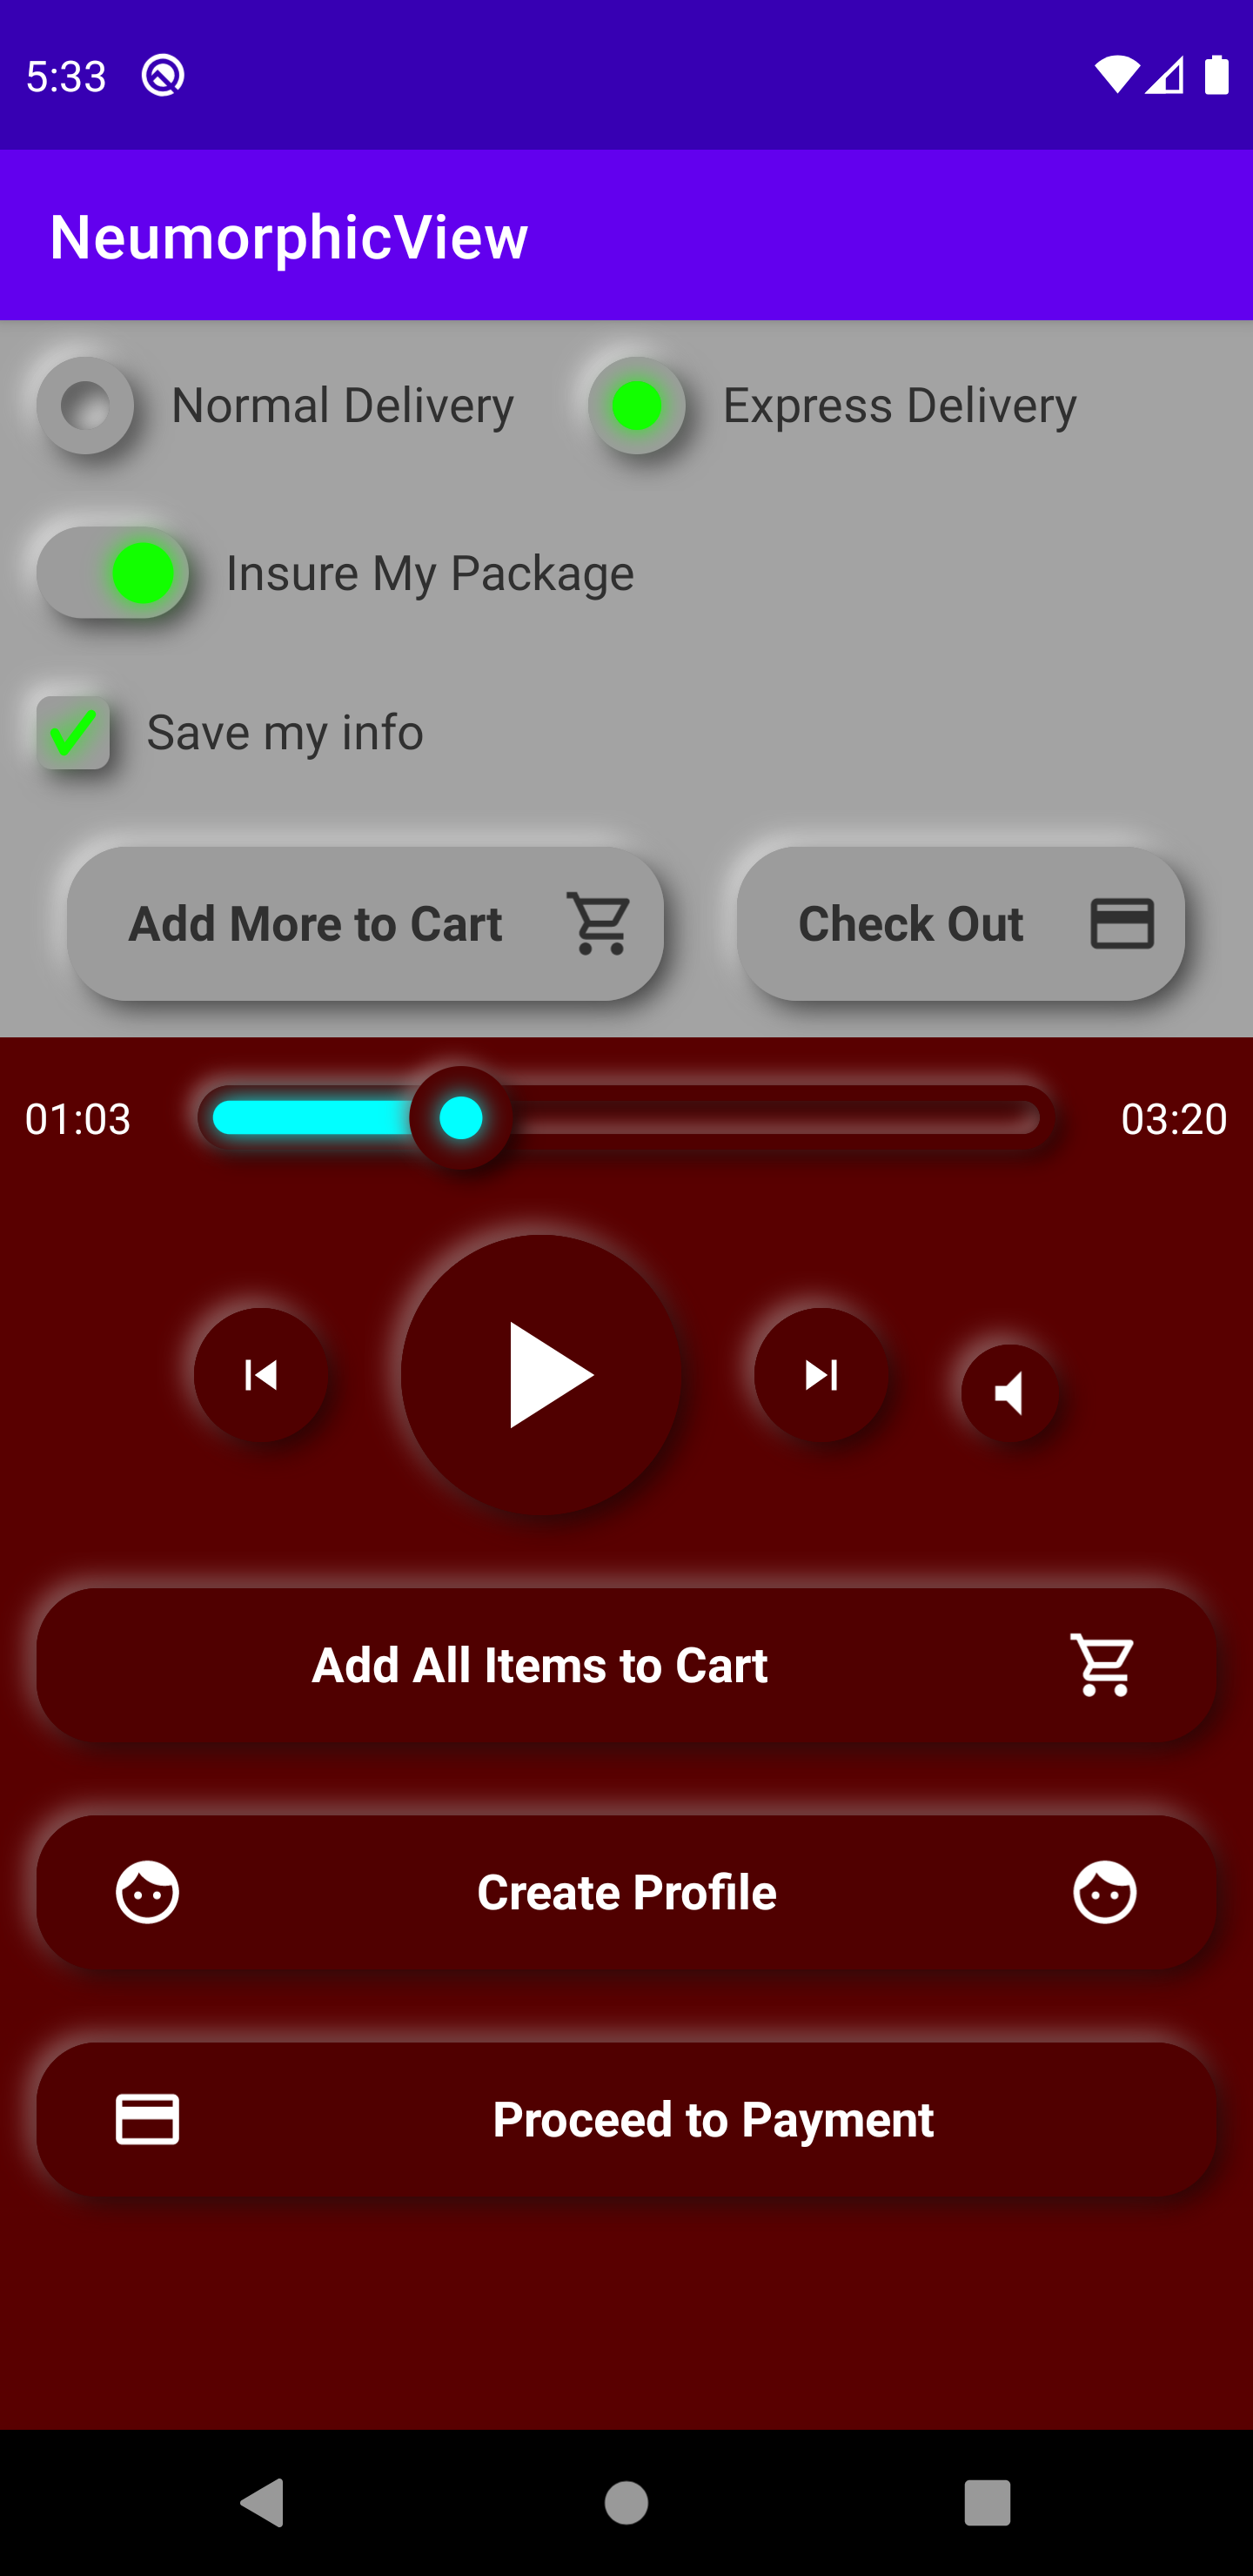 5:33
NeumorphicView
Normal Delivery Express Delivery
Insure My Package
Save my info
Add More to Cart Check Out
01:03 03:20
Add All Items to Cart
Create Profile
Proceed to Payment